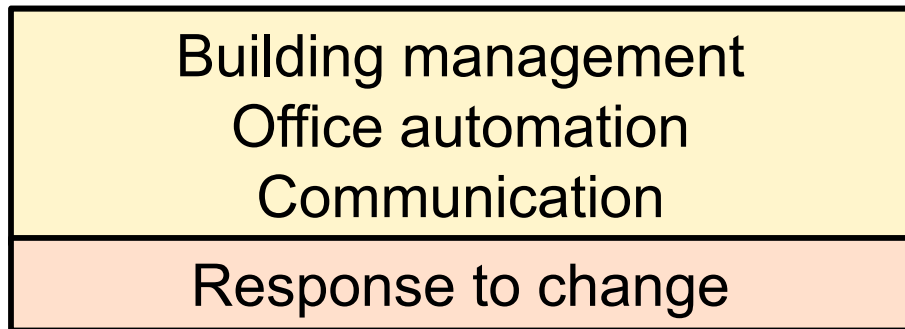 Building management
Office automation
Communication
Response to change